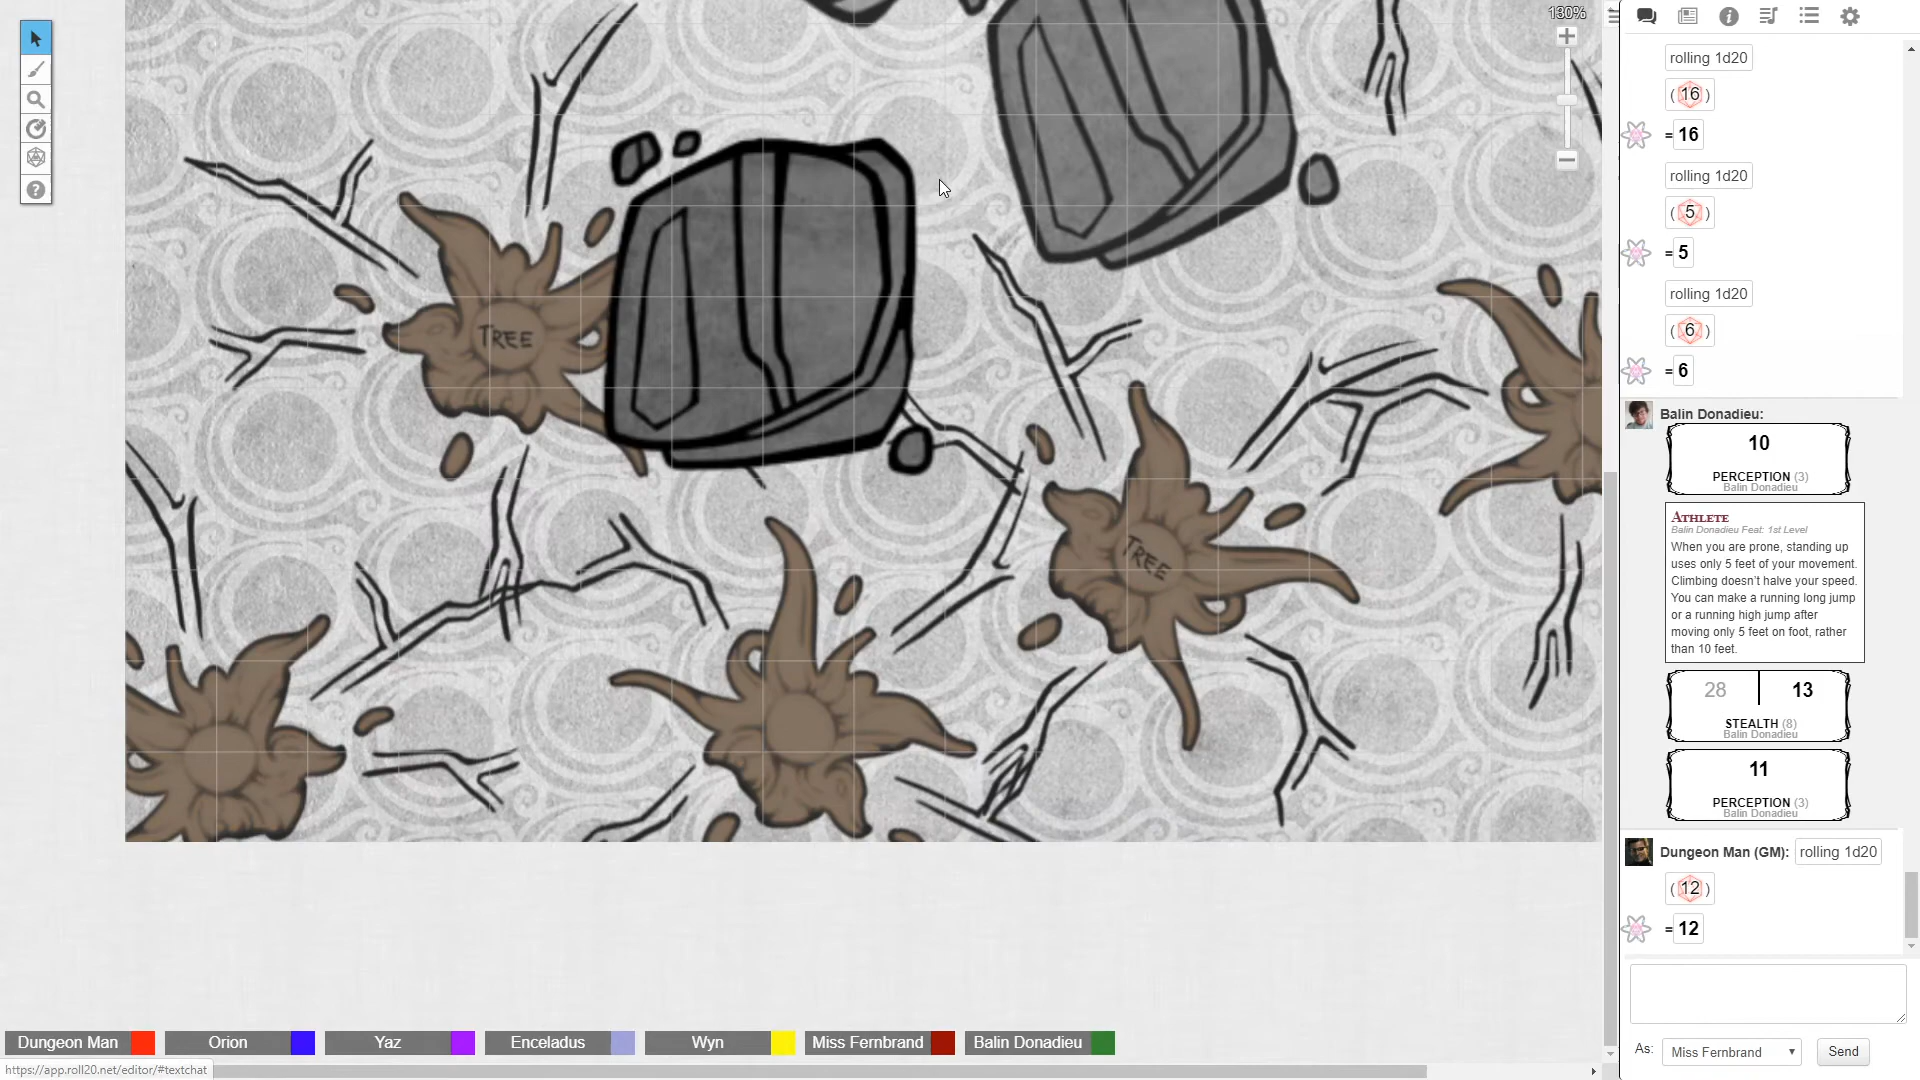 130%
TREE
TREE
rolling 1d20
(16)
=16
rolling 1d20
(5)
=5
rolling 1d20
(6)
=6
Balin Donadieu:
10
PERCEPTION (3)
Balin Donadieu
ATHLETE
Balin Donadieu Feat: 1st Level
When you are prone, standing up
uses only 5 feet of your movement.
Climbing doesn't halve your speed.
You can make a running long jump
or a running high jump after
moving only 5 feet on foot, rather
than 10 feet.
28 13
STEALTH (8)
Balin Donadieu
11
PERCEPTION (3)
Balin Donadieu
Dungeon Man (GM): rolling 1d20
(12)
=12
As: Miss Fernbrand Send
Dungeon Man Orion Yaz Enceladus Wyn Miss Fernbrand Balin Donadieu
https://app.roll20.net/editor/#textchat